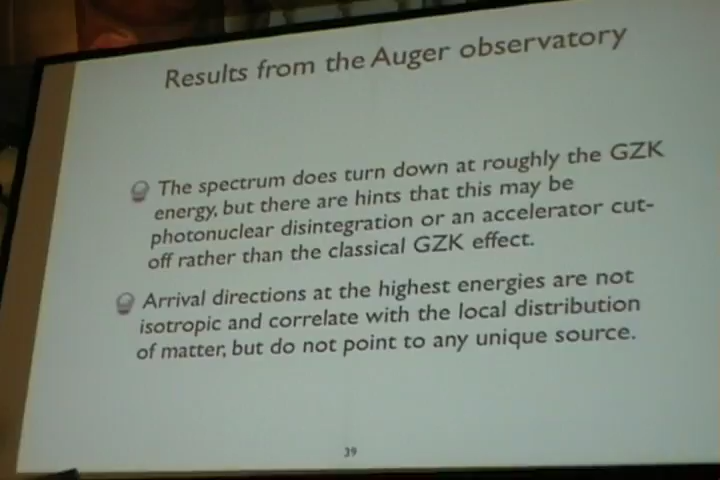 Results from the Auger observatory
The spectrum does turn down at roughly the GZK
energy, but there are hints that this may be
photonuclear disintegration or an accelerator cut-
off rather than the classical GZK effect.
Arrival directions at the highest energies are not
isotropic and correlate with the local distribution
of matter, but do not point to any unique source.
39